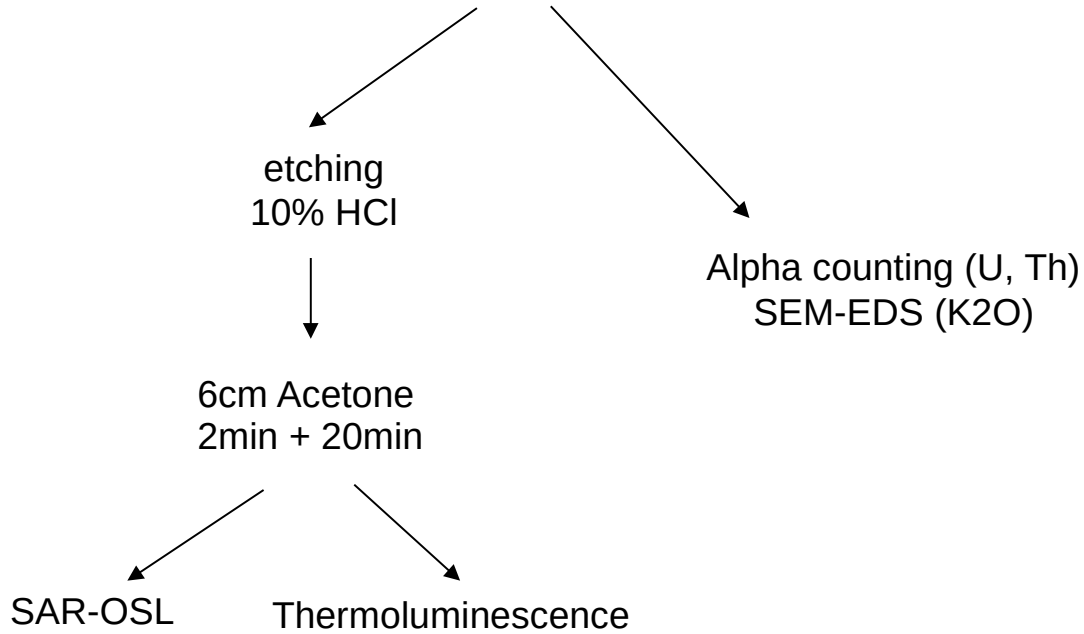 etching
10% HCl
Alpha counting (U, Th)
SEM-EDS (K2O)
6cm Acetone
2min + 20min
SAR-OSL
Thermoluminescence